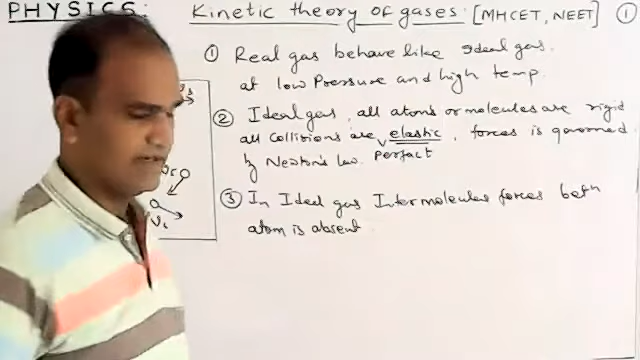 PHYSICS: Kinetic theory of gases: [MHCET, NEET] ①
① Real gas behave like ideal gas.
at low Pressure and high temp.
② Ideal gas, all atoms or molecules are rigid
all collisions are elastic, forces is governed
by Newton's law. Perfect
③ In Ideal gas Intermolecular forces betn
atom is absent.